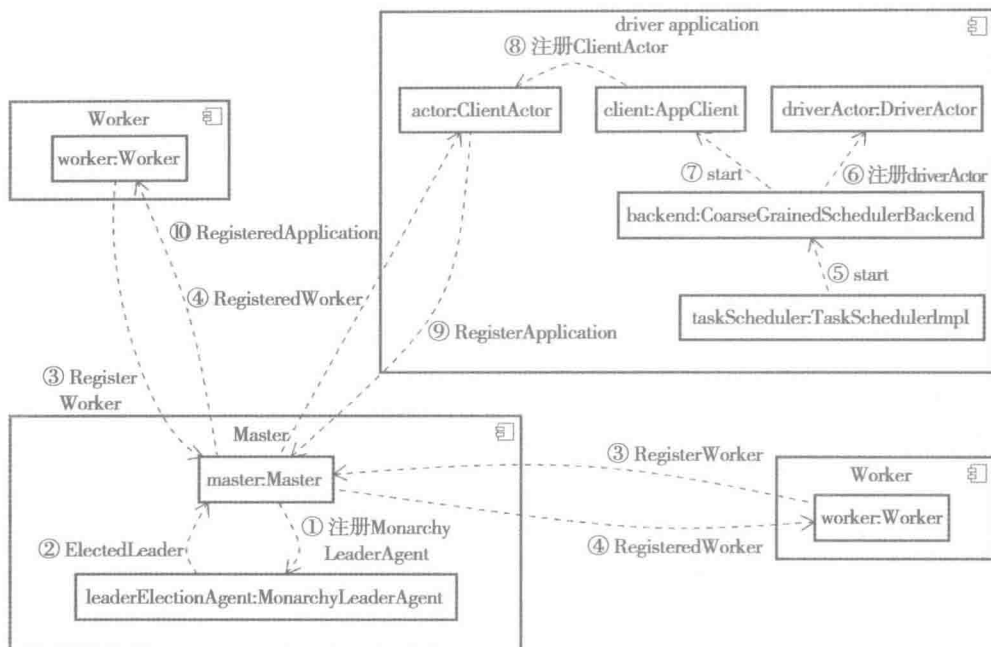 driver application
⑧ 注册ClientActor
actor:ClientActor
client:AppClient
driverActor:DriverActor
Worker
worker:Worker
⑦ start
⑥ 注册driverActor
backend:CoarseGrainedSchedulerBackend
⑩ RegisteredApplication
⑤ start
④ RegisteredWorker
taskScheduler:TaskSchedulerImpl
⑨ RegisterApplication
③ Register
Worker
Master
master:Master
③ RegisterWorker
Worker
worker:Worker
① 注册Monarchy
LeaderAgent
② ElectedLeader
④ RegisteredWorker
leaderElectionAgent:MonarchyLeaderAgent